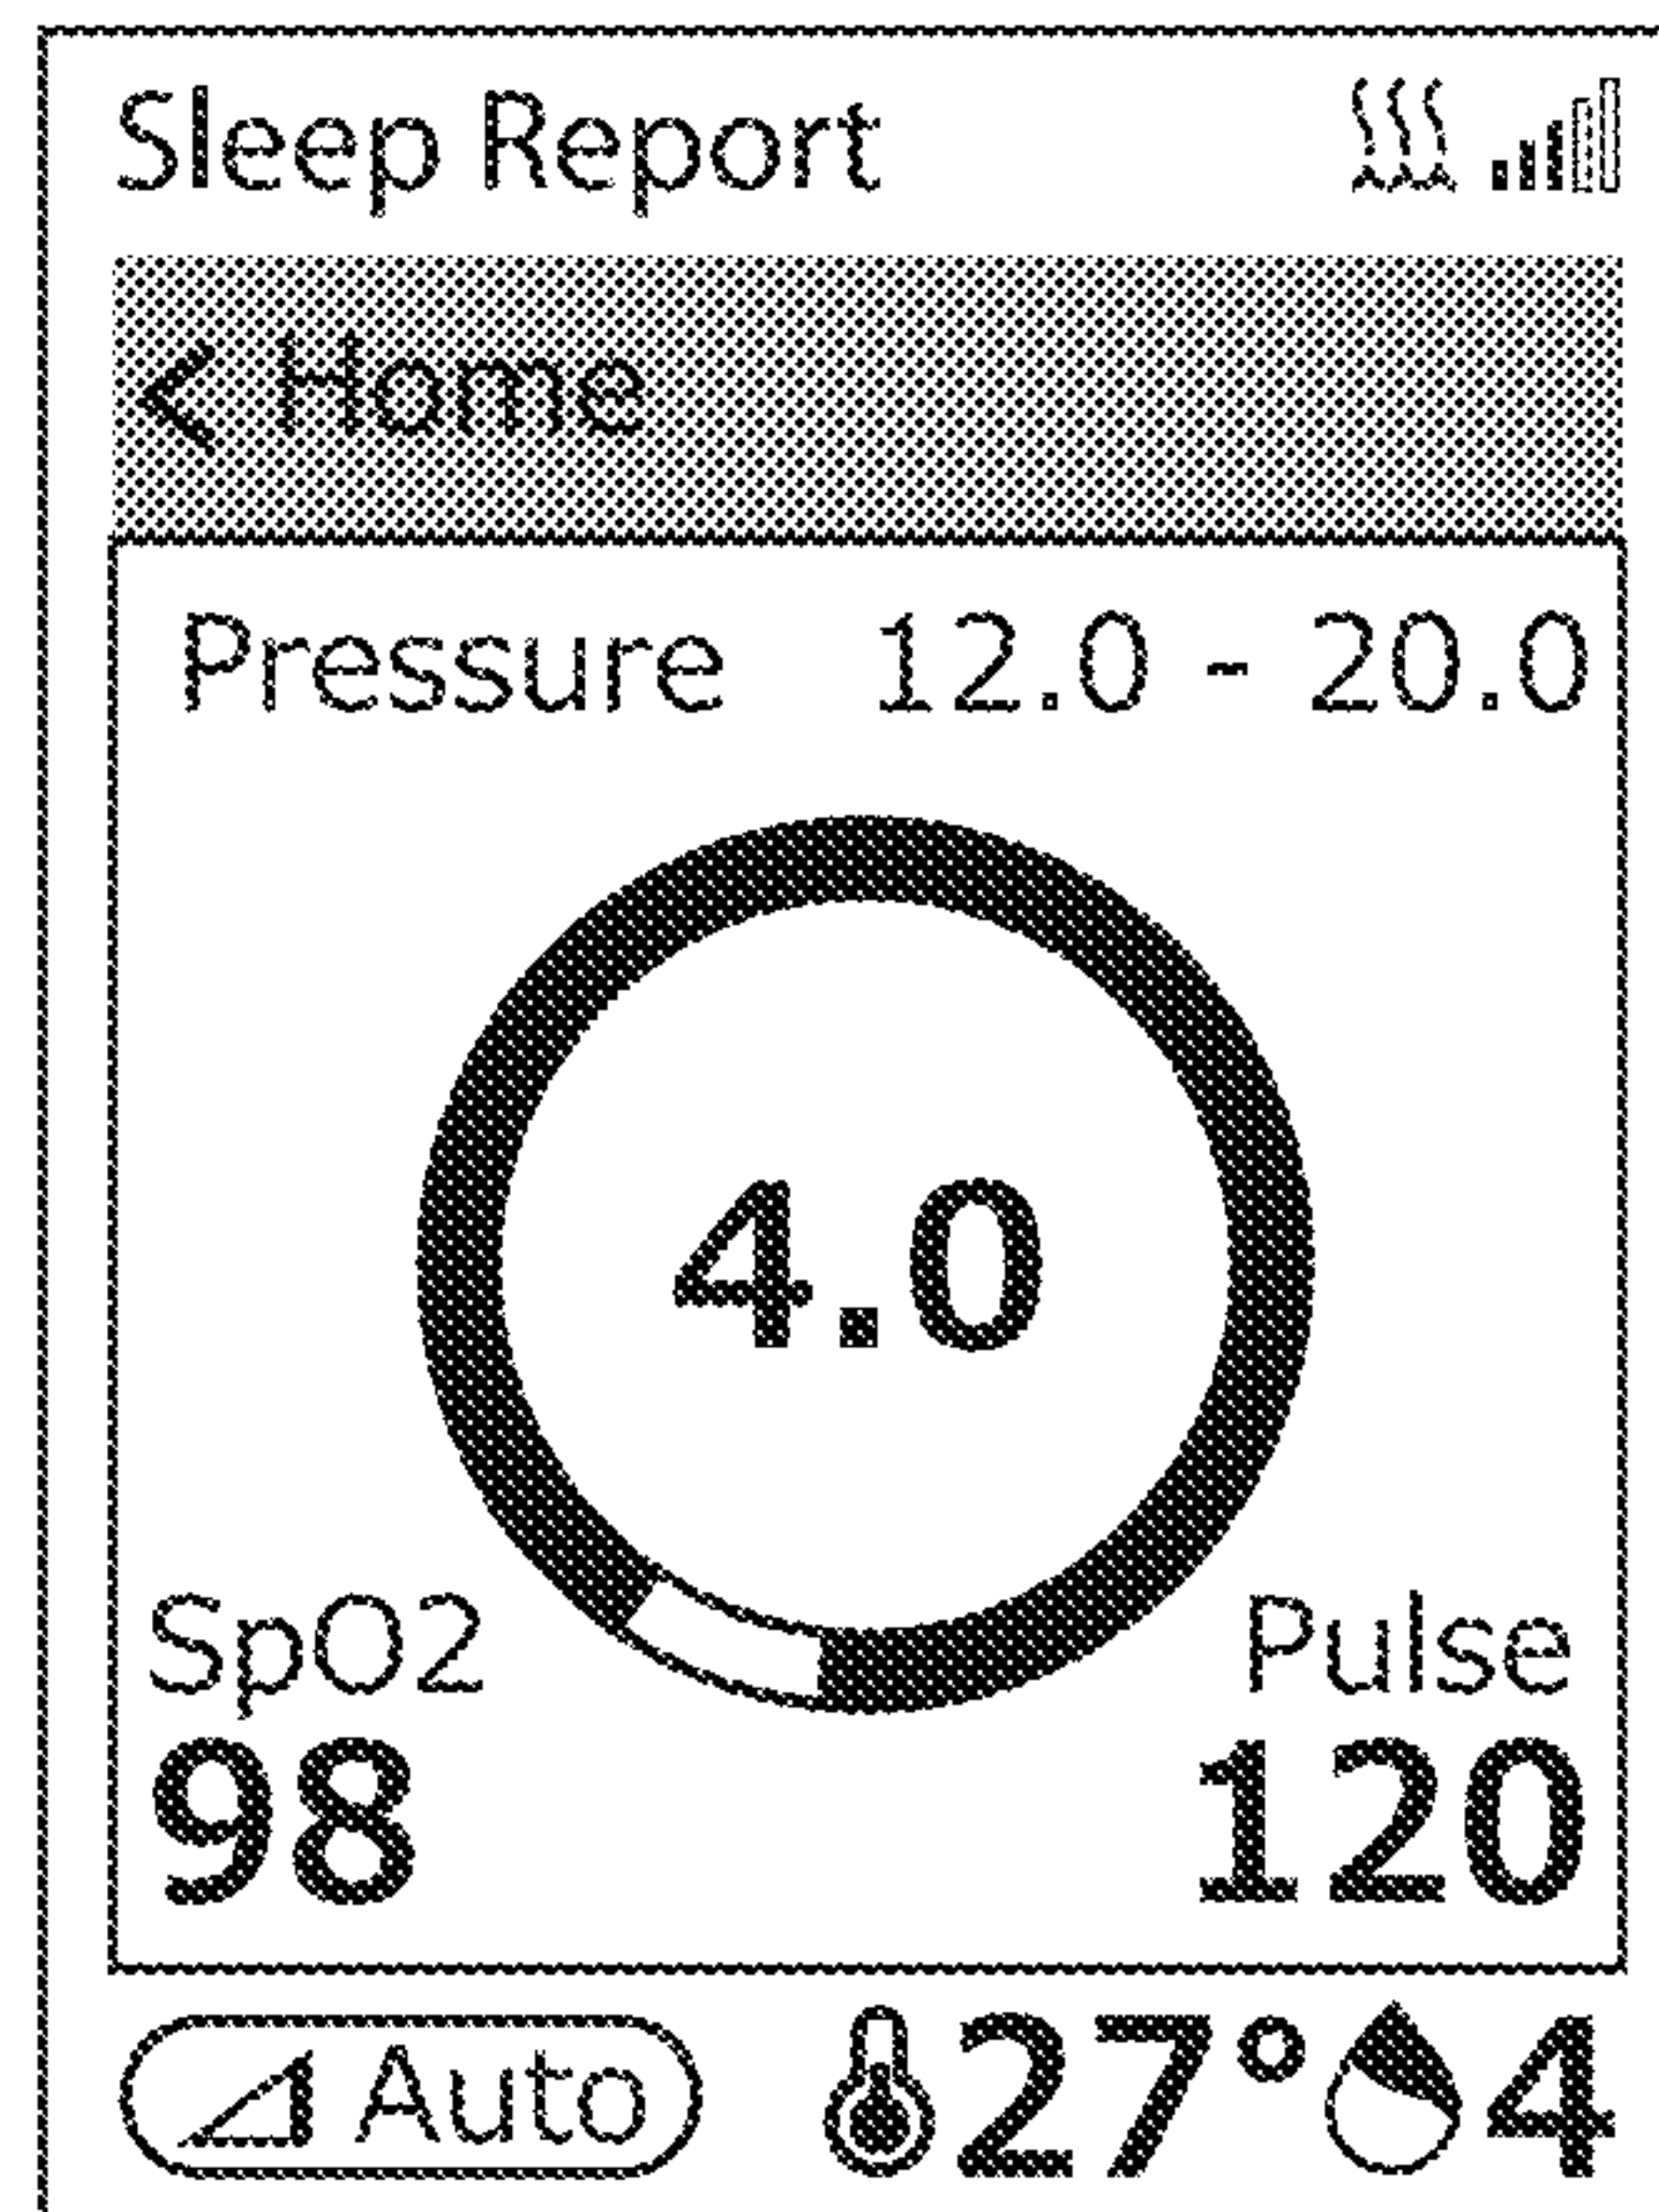 Sleep Report
< Home
Pressure 12.0 - 20.0
4.0
SpO2 Pulse
98 120
Auto 27° 4